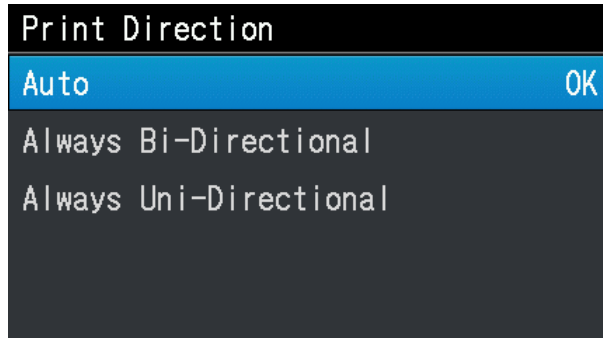 Print Direction
Auto OK
Always Bi-Directional
Always Uni-Directional